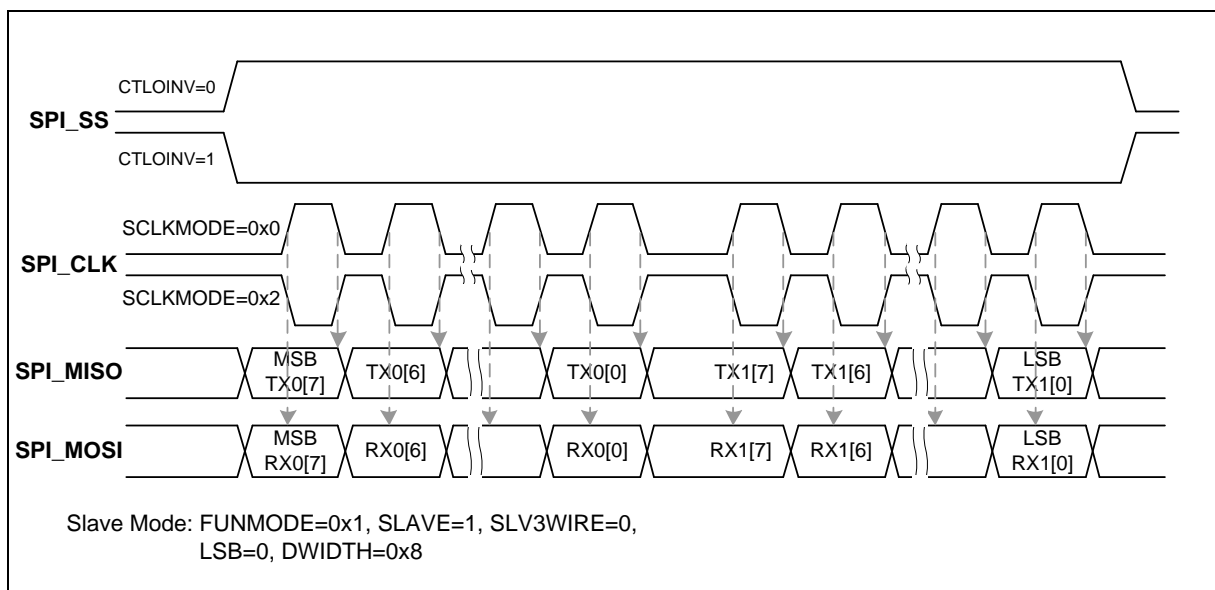 CTLOINV=0
SPI_SS
CTLOINV=1
SCLKMODE=0x0
SPI_CLK
SCLKMODE=0x2
SPI_MISO
MSB
TX0[7]
TX0[6]
TX0[0]
TX1[7]
TX1[6]
LSB
TX1[0]
SPI_MOSI
MSB
RX0[7]
RX0[6]
RX0[0]
RX1[7]
RX1[6]
LSB
RX1[0]
Slave Mode: FUNMODE=0x1, SLAVE=1, SLV3WIRE=0,
LSB=0, DWIDTH=0x8